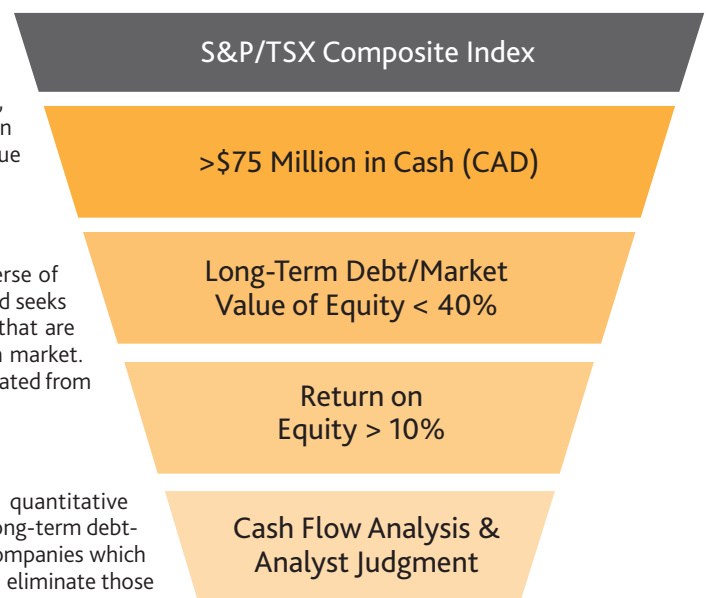 S&P/TSX Composite Index
,
n
ue
>$75 Million in Cash (CAD)
erse of
d seeks
that are
market.
ated from
Long-Term Debt/Market
Value of Equity < 40%
Return on
Equity > 10%
quantitative
ong-term debt-
ompanies which
eliminate those
Cash Flow Analysis &
Analyst Judgment